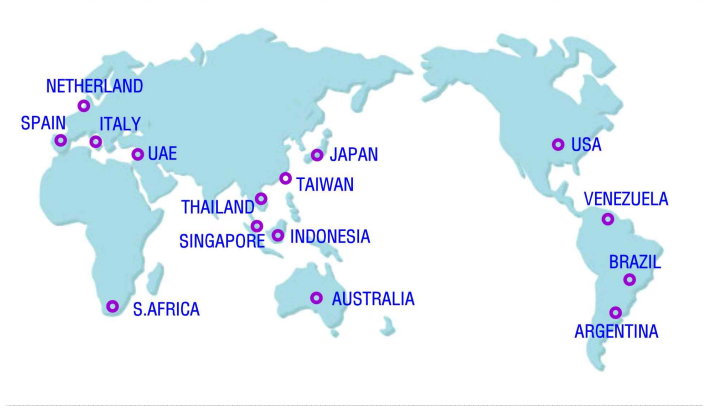 NETHERLAND
SPAIN
ITALY
UAE
JAPAN
USA
TAIWAN
THAILAND
VENEZUELA
SINGAPORE
INDONESIA
BRAZIL
AUSTRALIA
S.AFRICA
ARGENTINA